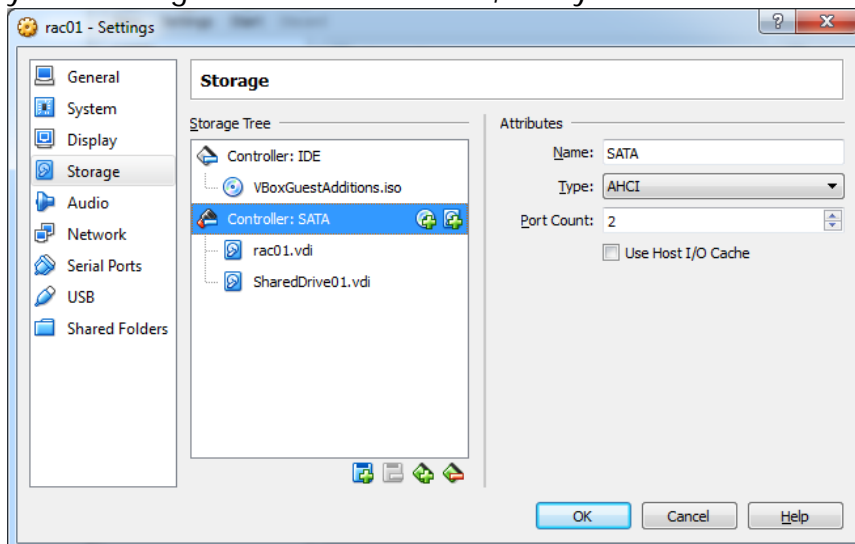 rac01 - Settings
General
System
Display
Storage
Audio
Network
Serial Ports
USB
Shared Folders
Storage
Storage Tree
Controller: IDE
VBoxGuestAdditions.iso
Controller: SATA
rac01.vdi
SharedDrive01.vdi
Attributes
Name: SATA
Type: AHCI
Port Count: 2
Use Host I/O Cache
OK Cancel Help